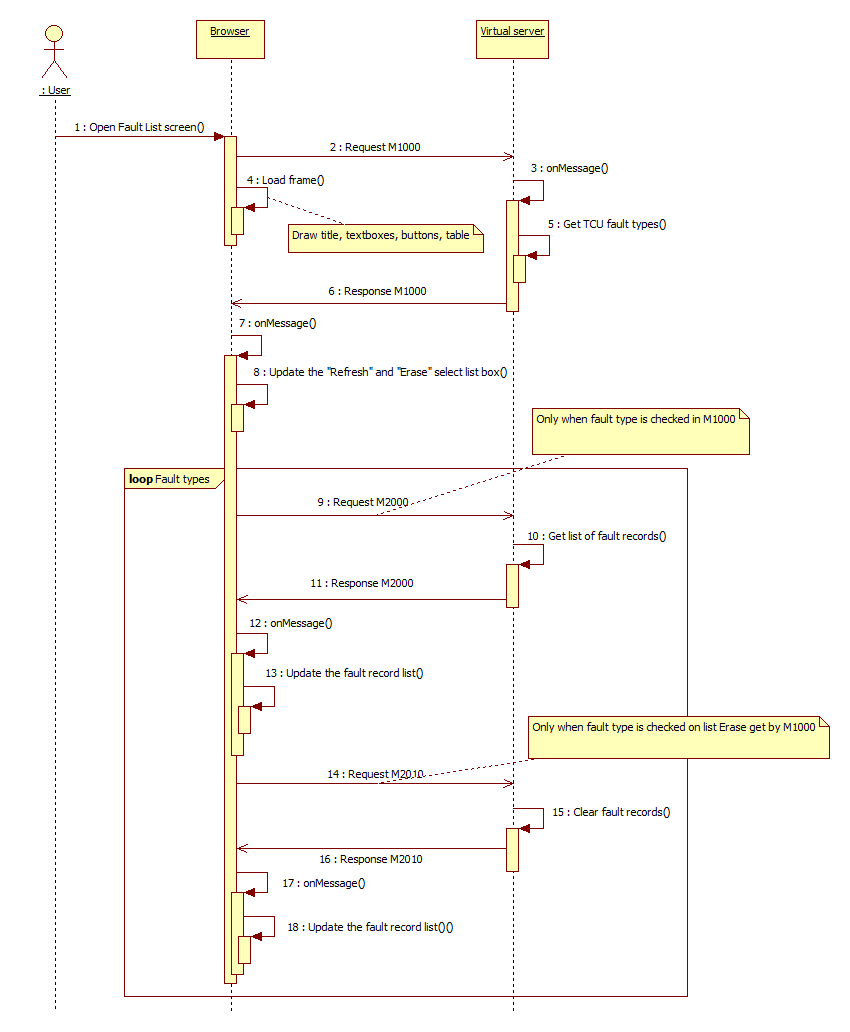 Browser
Virtual server
: User
1 : Open Fault List screen()
2 : Request M1000
3 : onMessage()
4 : Load frame()
Draw title, textboxes, buttons, table
5 : Get TCU fault types()
6 : Response M1000
7 : onMessage()
8 : Update the "Refresh" and "Erase" select list box()
Only when fault type is checked in M1000
loop Fault types
9 : Request M2000
10 : Get list of fault records()
11 : Response M2000
12 : onMessage()
13 : Update the fault record list()
Only when fault type is checked on list Erase get by M1000
14 : Request M2010
15 : Clear fault records()
16 : Response M2010
17 : onMessage()
18 : Update the fault record list()()